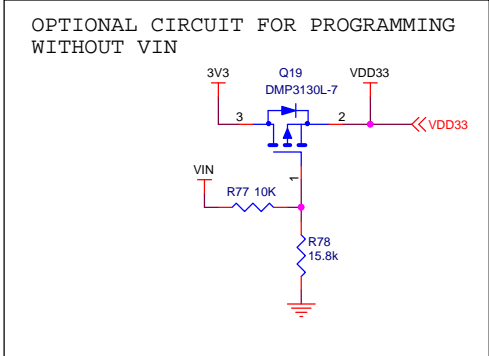 OPTIONAL CIRCUIT FOR PROGRAMMING
WITHOUT VIN
3V3
Q19
VDD33
DMP3130L-7
3
2
VDD33
1
VIN
R77 10K
R78
15.8k